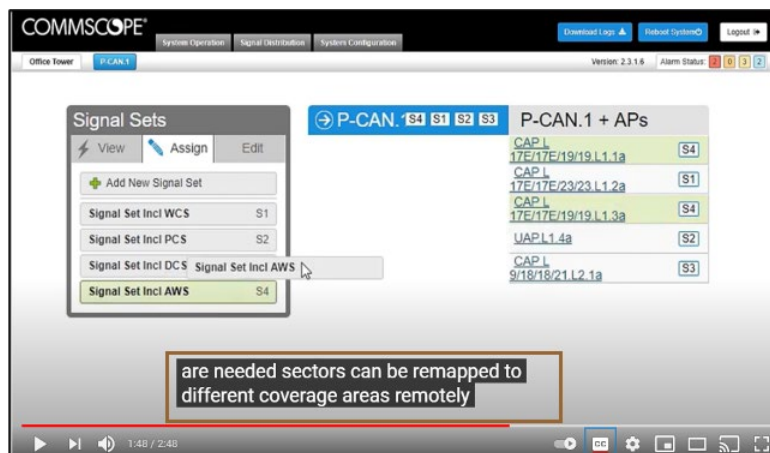 COMMSCOPE®
System Operation Signal Distribution System Configuration
Download Logs Reboot System Logout
Office Tower P-CAN.1
Version: 2.3.1.6 Alarm Status: 2 0 3 2
Signal Sets
View Assign Edit
Add New Signal Set
Signal Set Incl WCS S1
Signal Set Incl PCS S2
Signal Set Incl DCS Signal Set Incl AWS
Signal Set Incl AWS S4
P-CAN.1 S4 S1 S2 S3
P-CAN.1 + APs
CAP L
17E/17E/19/19.L1.1a S4
CAP L
17E/17E/23/23.L1.2a S1
CAP L
17E/17E/19/19.L1.3a S4
UAP.L1.4a S2
CAP L
9/18/18/21.L2.1a S3
are needed sectors can be remapped to
different coverage areas remotely
1:48 / 2:48
CC